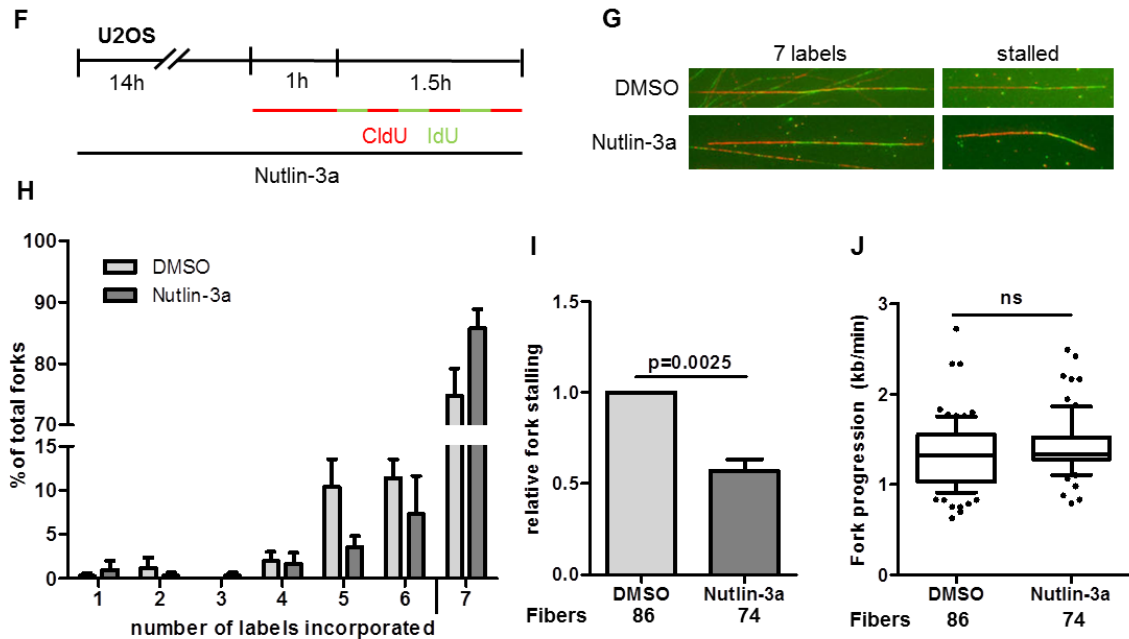 F
U2OS
14h
1h
1.5h
CldU
IdU
Nutlin-3a
G
7 labels
stalled
DMSO
Nutlin-3a
H
% of total forks
100
90
80
70
15
10
5
0
DMSO
Nutlin-3a
1 2 3 4 5 6 7
number of labels incorporated
I
relative fork stalling
1.5
1.0
0.5
0.0
p=0.0025
DMSO Nutlin-3a
Fibers 86 74
J
Fork progression (kb/min)
3
2
1
0
ns
DMSO Nutlin-3a
Fibers 86 74